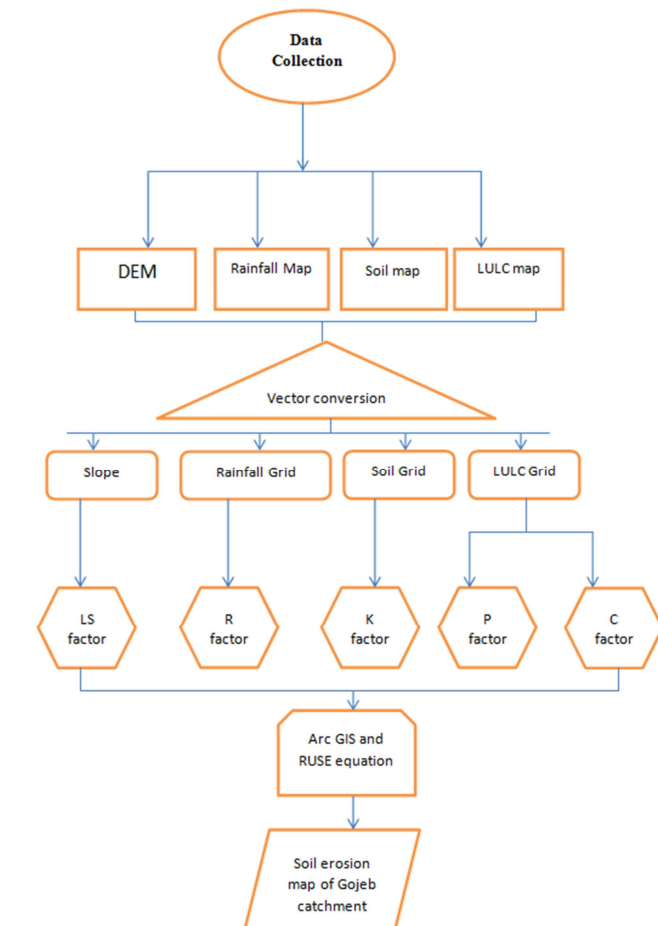 Data
Collection
DEM
Rainfall Map
Soil map
LULC map
Vector conversion
Slope
Rainfall Grid
Soil Grid
LULC Grid
LS
factor
R
factor
K
factor
P
factor
C
factor
Arc GIS and
RUSE equation
Soil erosion
map of Gojeb
catchment